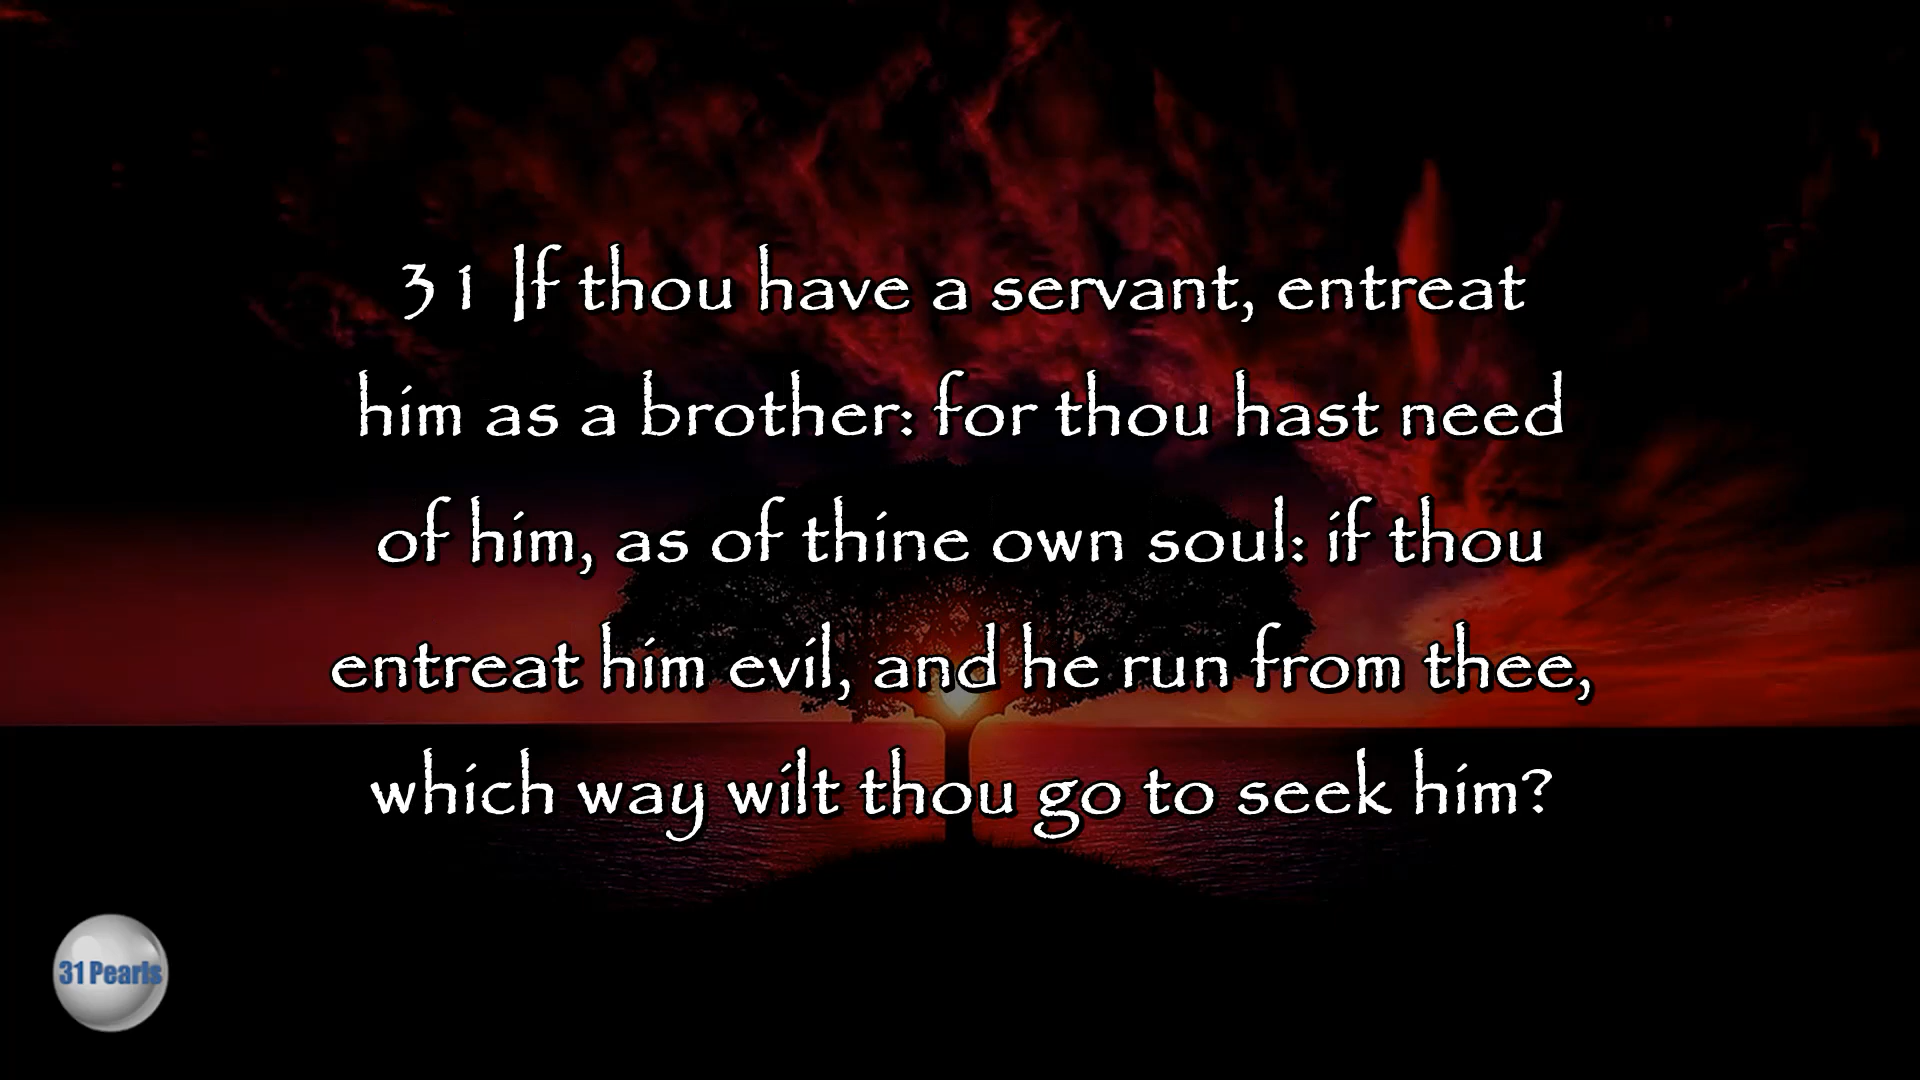 31 If thou have a servant, entreat
him as a brother: for thou hast need
of him, as of thine own soul: if thou
entreat him evil, and he run from thee,
which way wilt thou go to seek him?
31 Pearls